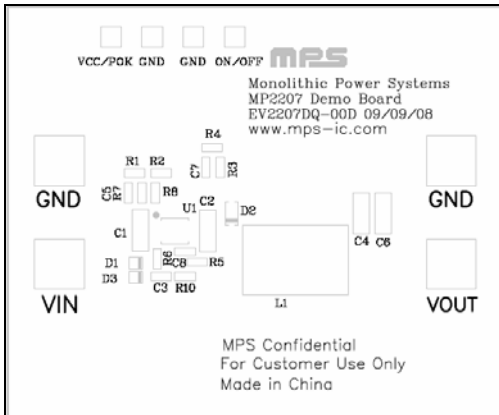 VCC/POK GND GND ON/OFF
mps
Monolithic Power Systems
MP2207 Demo Board
EV2207DQ-00D 09/09/08
www.mps-ic.com
R4
R1 R2
C7 R3
C5 R7 R8
GND
GND
C2
U1
D2
C1
C4 C6
R6
C8 R5
D1
D3
C3 R10
VIN
L1
VOUT
MPS Confidential
For Customer Use Only
Made in China